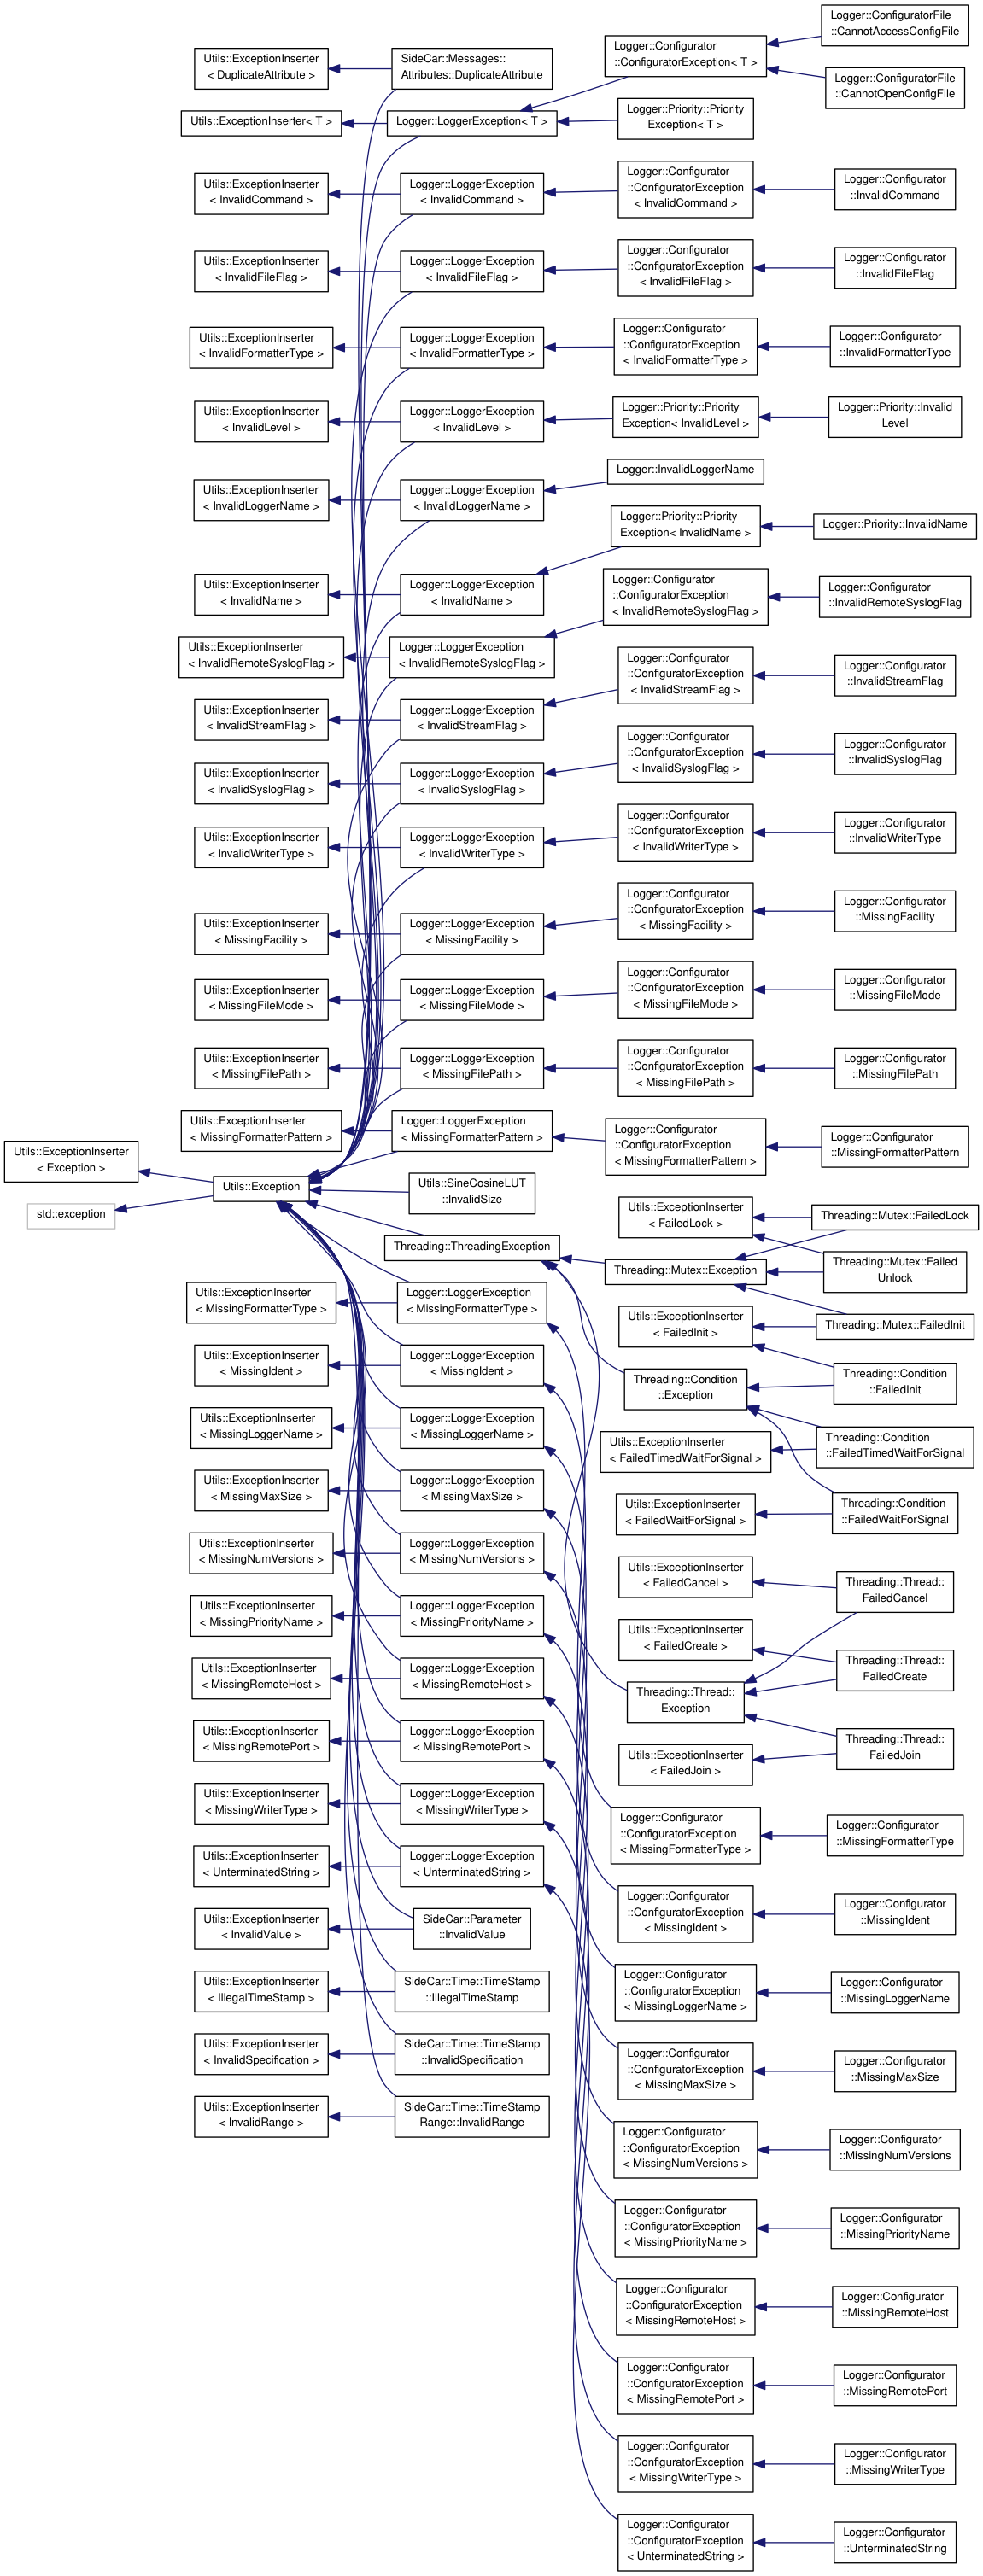 Logger::ConfiguratorFile
::CannotAccessConfigFile
Utils::ExceptionInserter
< DuplicateAttribute >
SideCar::Messages::
Attributes::DuplicateAttribute
Logger::Configurator
::ConfiguratorException< T >
Logger::ConfiguratorFile
::CannotOpenConfigFile
Utils::ExceptionInserter< T >
Logger::LoggerException< T >
Logger::Priority::Priority
Exception< T >
Utils::ExceptionInserter
< InvalidCommand >
Logger::LoggerException
< InvalidCommand >
Logger::Configurator
::ConfiguratorException
< InvalidCommand >
Logger::Configurator
::InvalidCommand
Utils::ExceptionInserter
< InvalidFileFlag >
Logger::LoggerException
< InvalidFileFlag >
Logger::Configurator
::ConfiguratorException
< InvalidFileFlag >
Logger::Configurator
::InvalidFileFlag
Utils::ExceptionInserter
< InvalidFormatterType >
Logger::LoggerException
< InvalidFormatterType >
Logger::Configurator
::ConfiguratorException
< InvalidFormatterType >
Logger::Configurator
::InvalidFormatterType
Utils::ExceptionInserter
< InvalidLevel >
Logger::LoggerException
< InvalidLevel >
Logger::Priority::Priority
Exception< InvalidLevel >
Logger::Priority::Invalid
Level
Utils::ExceptionInserter
< InvalidLoggerName >
Logger::LoggerException
< InvalidLoggerName >
Logger::InvalidLoggerName
Utils::ExceptionInserter
< InvalidName >
Logger::LoggerException
< InvalidName >
Logger::Priority::Priority
Exception< InvalidName >
Logger::Priority::InvalidName
Utils::ExceptionInserter
< InvalidRemoteSyslogFlag >
Logger::LoggerException
< InvalidRemoteSyslogFlag >
Logger::Configurator
::ConfiguratorException
< InvalidRemoteSyslogFlag >
Logger::Configurator
::InvalidRemoteSyslogFlag
Utils::ExceptionInserter
< InvalidStreamFlag >
Logger::LoggerException
< InvalidStreamFlag >
Logger::Configurator
::ConfiguratorException
< InvalidStreamFlag >
Logger::Configurator
::InvalidStreamFlag
Utils::ExceptionInserter
< InvalidSyslogFlag >
Logger::LoggerException
< InvalidSyslogFlag >
Logger::Configurator
::ConfiguratorException
< InvalidSyslogFlag >
Logger::Configurator
::InvalidSyslogFlag
Utils::ExceptionInserter
< InvalidWriterType >
Logger::LoggerException
< InvalidWriterType >
Logger::Configurator
::ConfiguratorException
< InvalidWriterType >
Logger::Configurator
::InvalidWriterType
Utils::ExceptionInserter
< MissingFacility >
Logger::LoggerException
< MissingFacility >
Logger::Configurator
::ConfiguratorException
< MissingFacility >
Logger::Configurator
::MissingFacility
Utils::ExceptionInserter
< MissingFileMode >
Logger::LoggerException
< MissingFileMode >
Logger::Configurator
::ConfiguratorException
< MissingFileMode >
Logger::Configurator
::MissingFileMode
Utils::ExceptionInserter
< MissingFilePath >
Logger::LoggerException
< MissingFilePath >
Logger::Configurator
::ConfiguratorException
< MissingFilePath >
Logger::Configurator
::MissingFilePath
Utils::ExceptionInserter
< MissingFormatterPattern >
Logger::LoggerException
< MissingFormatterPattern >
Logger::Configurator
::ConfiguratorException
< MissingFormatterPattern >
Logger::Configurator
::MissingFormatterPattern
Utils::ExceptionInserter
< Exception >
std::exception
Utils::Exception
Utils::SineCosineLUT
::InvalidSize
Threading::ThreadingException
Utils::ExceptionInserter
< FailedLock >
Threading::Mutex::FailedLock
Threading::Mutex::Exception
Threading::Mutex::Failed
Unlock
Utils::ExceptionInserter
< MissingFormatterType >
Logger::LoggerException
< MissingFormatterType >
Utils::ExceptionInserter
< FailedInit >
Threading::Mutex::FailedInit
Utils::ExceptionInserter
< MissingIdent >
Logger::LoggerException
< MissingIdent >
Threading::Condition
::Exception
Threading::Condition
::FailedInit
Utils::ExceptionInserter
< MissingLoggerName >
Logger::LoggerException
< MissingLoggerName >
Utils::ExceptionInserter
< FailedTimedWaitForSignal >
Threading::Condition
::FailedTimedWaitForSignal
Utils::ExceptionInserter
< MissingMaxSize >
Logger::LoggerException
< MissingMaxSize >
Utils::ExceptionInserter
< FailedWaitForSignal >
Threading::Condition
::FailedWaitForSignal
Utils::ExceptionInserter
< MissingNumVersions >
Logger::LoggerException
< MissingNumVersions >
Utils::ExceptionInserter
< FailedCancel >
Threading::Thread::
FailedCancel
Utils::ExceptionInserter
< MissingPriorityName >
Logger::LoggerException
< MissingPriorityName >
Utils::ExceptionInserter
< FailedCreate >
Threading::Thread::
FailedCreate
Utils::ExceptionInserter
< MissingRemoteHost >
Logger::LoggerException
< MissingRemoteHost >
Threading::Thread::
Exception
Utils::ExceptionInserter
< MissingRemotePort >
Logger::LoggerException
< MissingRemotePort >
Utils::ExceptionInserter
< FailedJoin >
Threading::Thread::
FailedJoin
Utils::ExceptionInserter
< MissingWriterType >
Logger::LoggerException
< MissingWriterType >
Logger::Configurator
::ConfiguratorException
< MissingFormatterType >
Logger::Configurator
::MissingFormatterType
Utils::ExceptionInserter
< UnterminatedString >
Logger::LoggerException
< UnterminatedString >
Logger::Configurator
::ConfiguratorException
< MissingIdent >
Logger::Configurator
::MissingIdent
Utils::ExceptionInserter
< InvalidValue >
SideCar::Parameter
::InvalidValue
Logger::Configurator
::ConfiguratorException
< MissingLoggerName >
Logger::Configurator
::MissingLoggerName
Utils::ExceptionInserter
< IllegalTimeStamp >
SideCar::Time::TimeStamp
::IllegalTimeStamp
Utils::ExceptionInserter
< InvalidSpecification >
SideCar::Time::TimeStamp
::InvalidSpecification
Logger::Configurator
::ConfiguratorException
< MissingMaxSize >
Logger::Configurator
::MissingMaxSize
Utils::ExceptionInserter
< InvalidRange >
SideCar::Time::TimeStamp
Range::InvalidRange
Logger::Configurator
::ConfiguratorException
< MissingNumVersions >
Logger::Configurator
::MissingNumVersions
Logger::Configurator
::ConfiguratorException
< MissingPriorityName >
Logger::Configurator
::MissingPriorityName
Logger::Configurator
::ConfiguratorException
< MissingRemoteHost >
Logger::Configurator
::MissingRemoteHost
Logger::Configurator
::ConfiguratorException
< MissingRemotePort >
Logger::Configurator
::MissingRemotePort
Logger::Configurator
::ConfiguratorException
< MissingWriterType >
Logger::Configurator
::MissingWriterType
Logger::Configurator
::ConfiguratorException
< UnterminatedString >
Logger::Configurator
::UnterminatedString